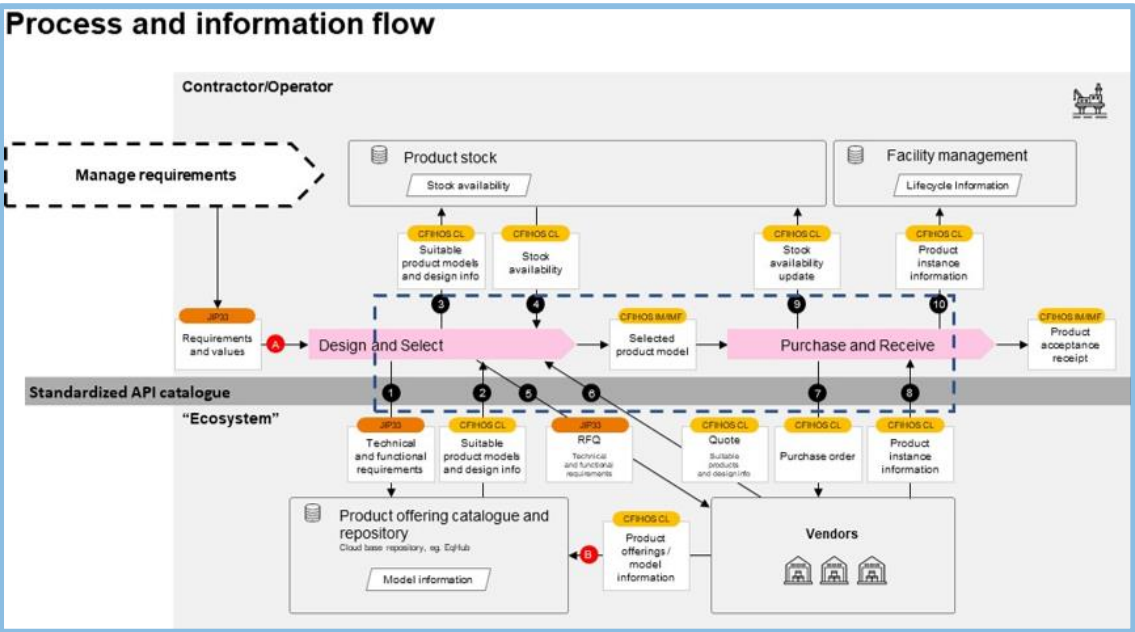 Process and information flow
Contractor/Operator
Manage requirements
Product stock
Stock availability
Facility management
Lifecycle Information
CFIHOS CL
Suitable
product models
and design info
CFIHOS CL
Stock
availability
CFIHOS CL
Stock
availability
update
CFIHOS CL
Product
instance
information
3
4
9
10
JIP33
Requirements
and values
A
Design and Select
CFIHOS IM/IMF
Selected
product model
Purchase and Receive
CFIHOS IM/IMF
Product
acceptance
receipt
Standardized API catalogue
1
2
5
6
7
8
“Ecosystem”
JIP33
Technical
and functional
requirements
CFIHOS CL
Suitable
product models
and design info
JIP33
RFQ
Technical
and functional
requirements
CFIHOS CL
Quote
Suitable
products
and design info
CFIHOS CL
Purchase order
CFIHOS CL
Product
instance
information
Product offering catalogue and
repository
Cloud base repository, eg. EqHub
Model information
CFIHOS CL
Product
offerings /
model
information
B
Vendors